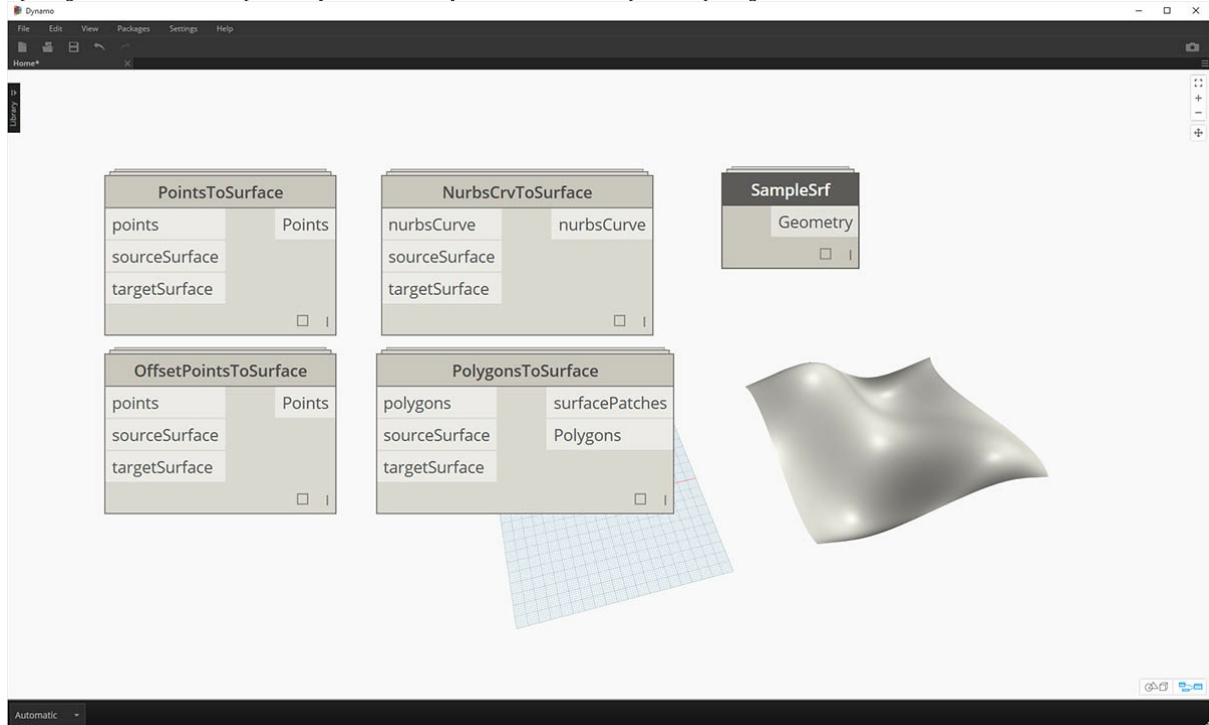 Dynamo
File Edit View Packages Settings Help
Home*
Library
PointsToSurface
points Points
sourceSurface
targetSurface
NurbsCrvToSurface
nurbsCurve nurbsCurve
sourceSurface
targetSurface
SampleSrf
Geometry
OffsetPointsToSurface
points Points
sourceSurface
targetSurface
PolygonsToSurface
polygons surfacePatches
sourceSurface Polygons
targetSurface
Automatic